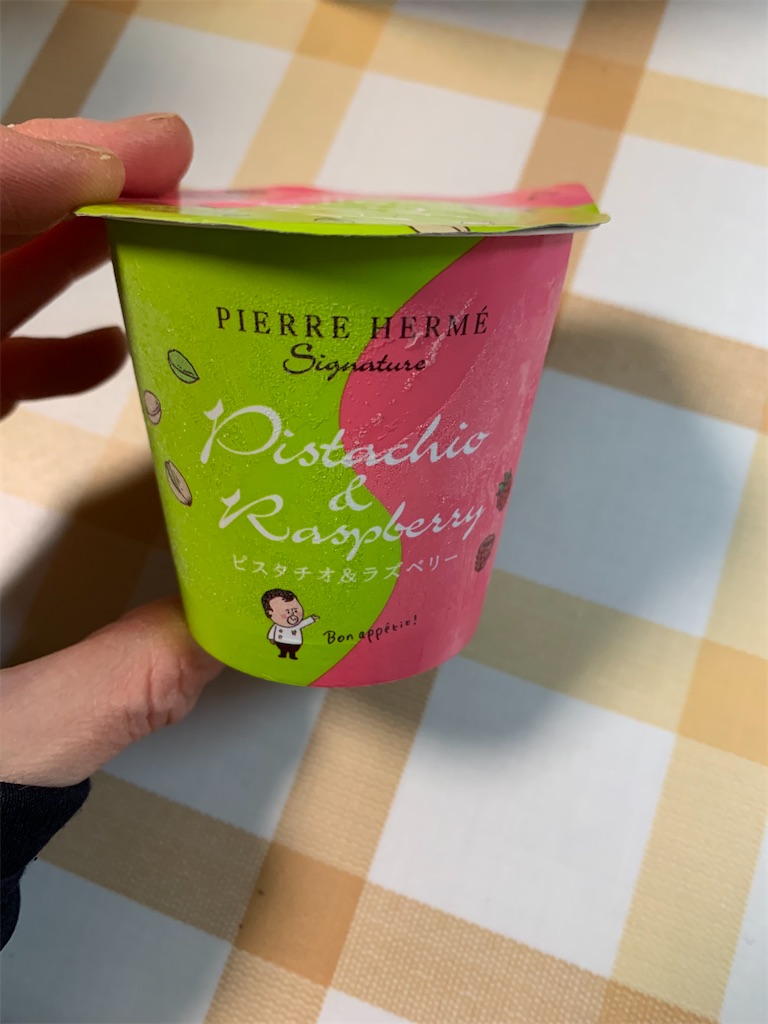 PIERRE HERMÉ
Signature
Pistachio
&
Raspberry
ピスタチオ&ラズベリー
Bon appétit!